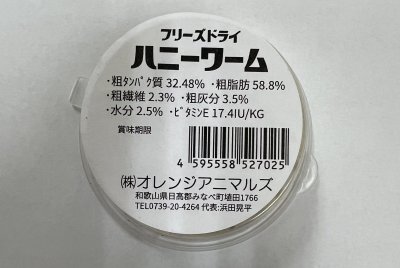 フリーズドライ
ハニーワーム
・粗タンパク質 32.48% ・粗脂肪 58.8%
・粗繊維 2.3% ・粗灰分 3.5%
・水分 2.5% ・ビタミンE 17.4IU/KG
賞味期限
4 595558 527025
㈱オレンジアニマルズ
和歌山県日高郡みなべ町埴田1766
TEL0739-20-4264 代表:浜田晃平